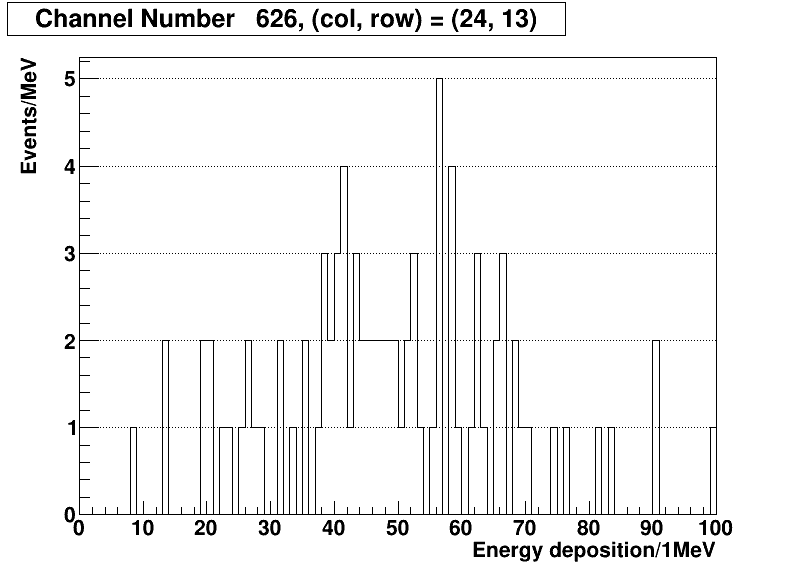 Channel Number 626, (col, row) = (24, 13)
Events/MeV
5
4
3
2
1
0
0 10 20 30 40 50 60 70 80 90 100
Energy deposition/1MeV